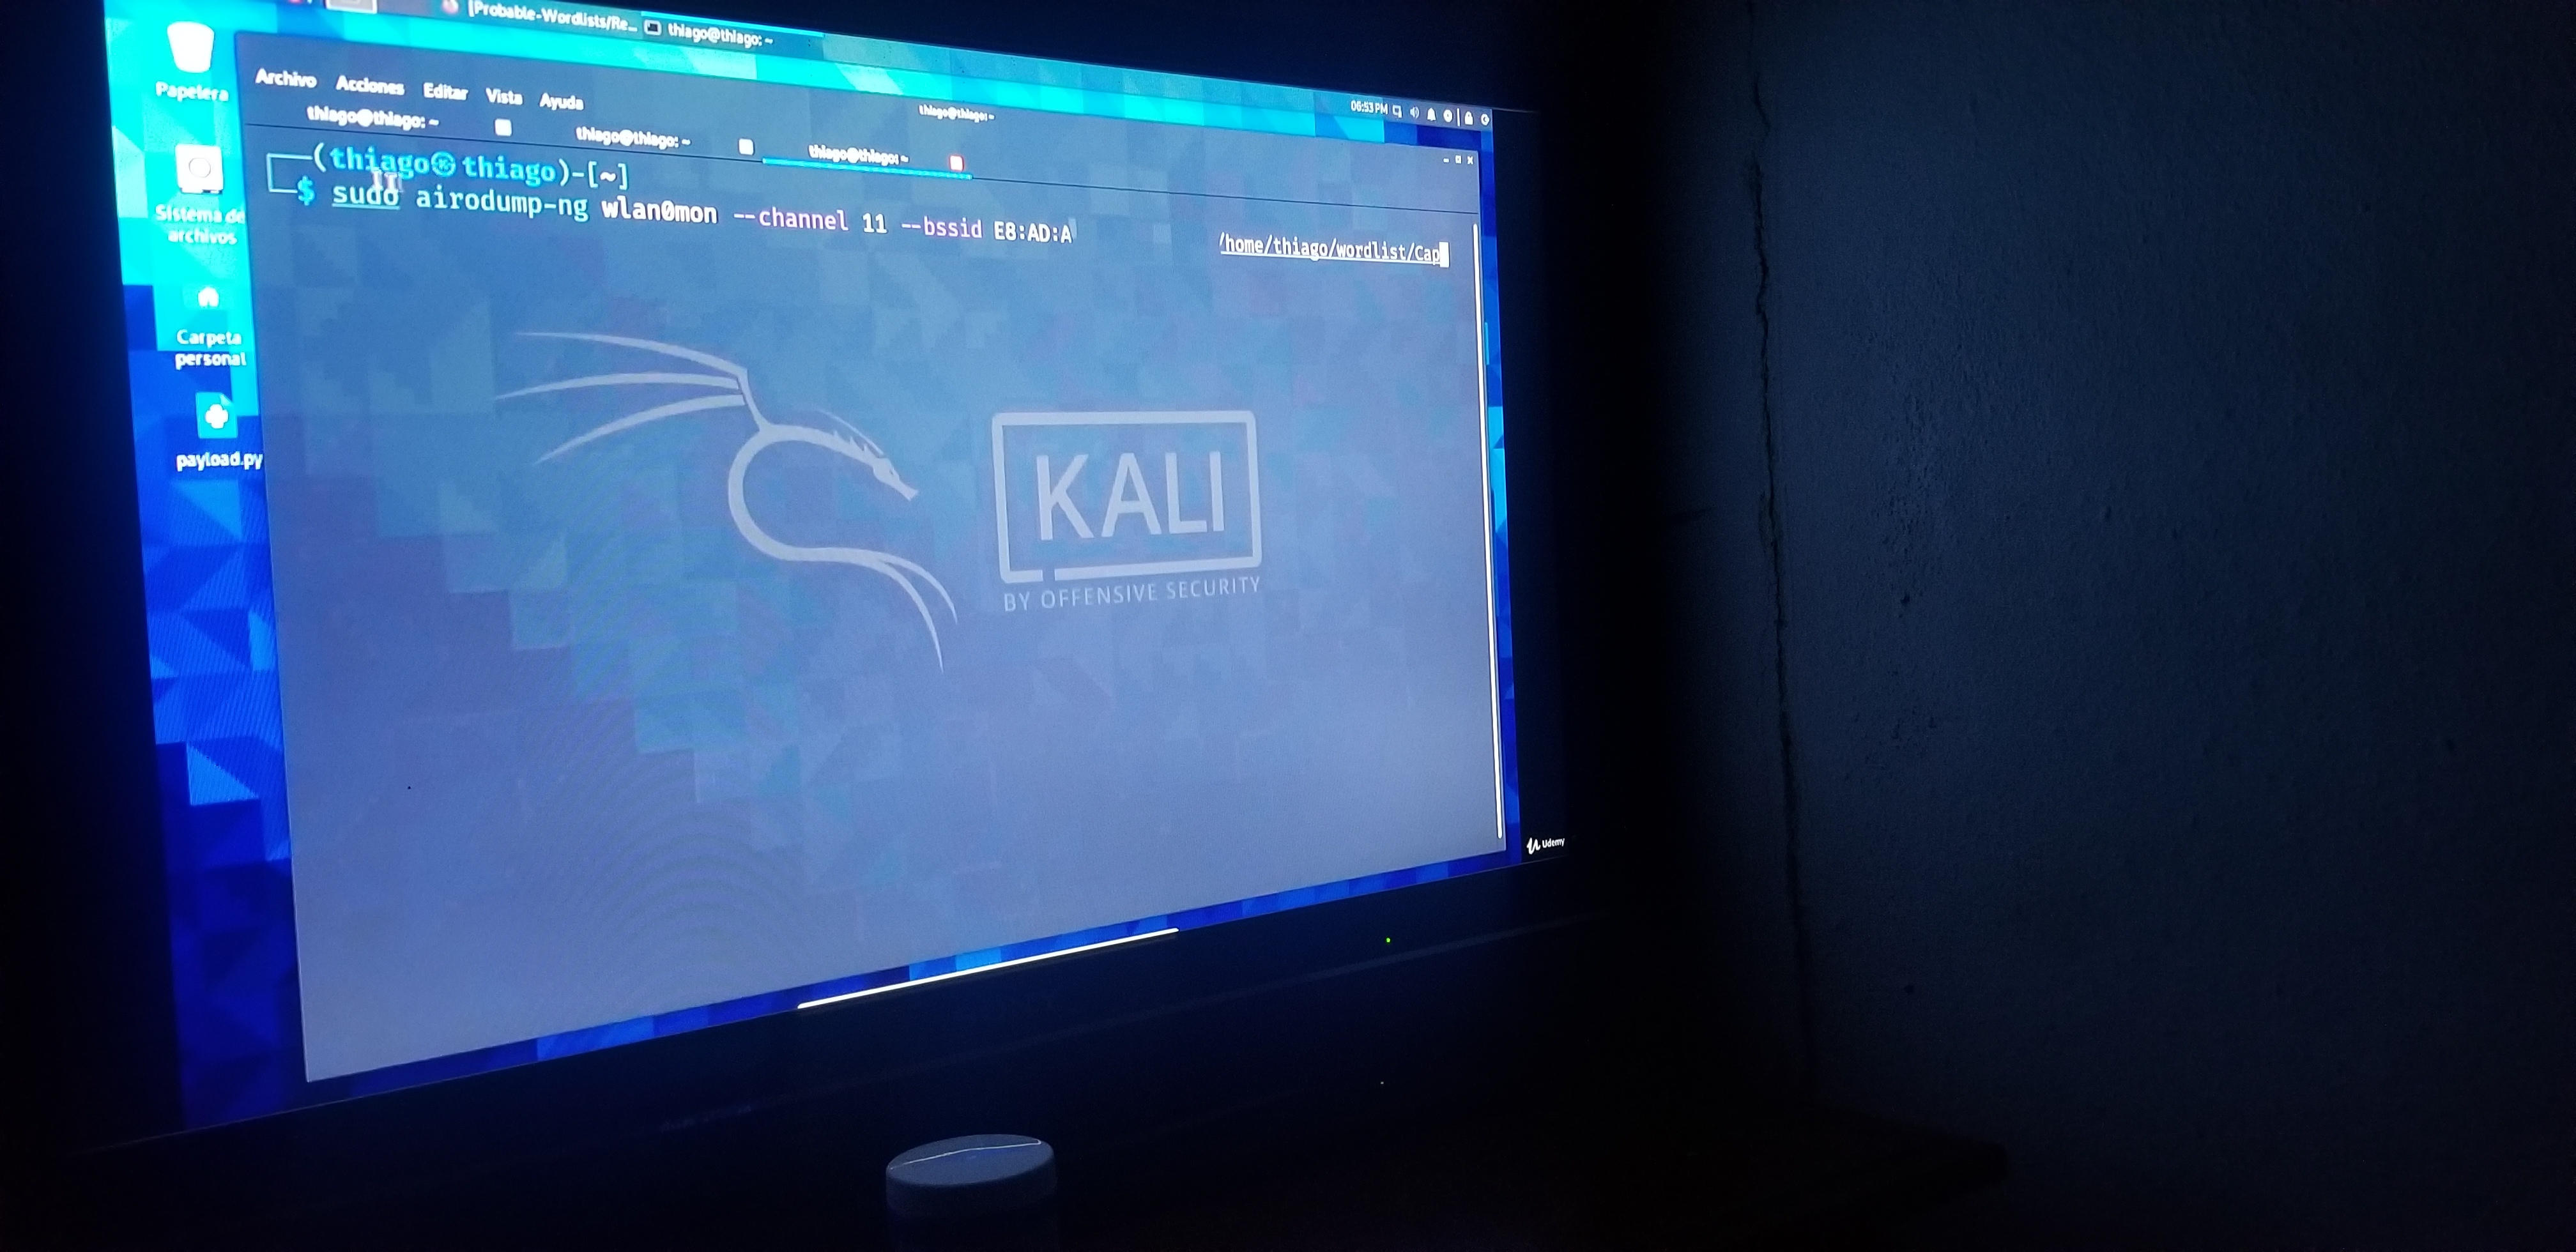 [Probable-Wordlists/Re... thiago@thiago: ~
06:53 PM
Papelera
Sistema de
archivos
Carpeta
personal
payload.py
thiago@thiago: ~
Archivo Acciones Editar Vista Ayuda
thiago@thiago: ~ thiago@thiago: ~ thiago@thiago: ~
(thiago㉿thiago)-[~]
$ sudo airodump-ng wlan0mon --channel 11 --bssid E8:AD:A /home/thiago/wordlist/Cap
KALI
BY OFFENSIVE SECURITY
Udemy